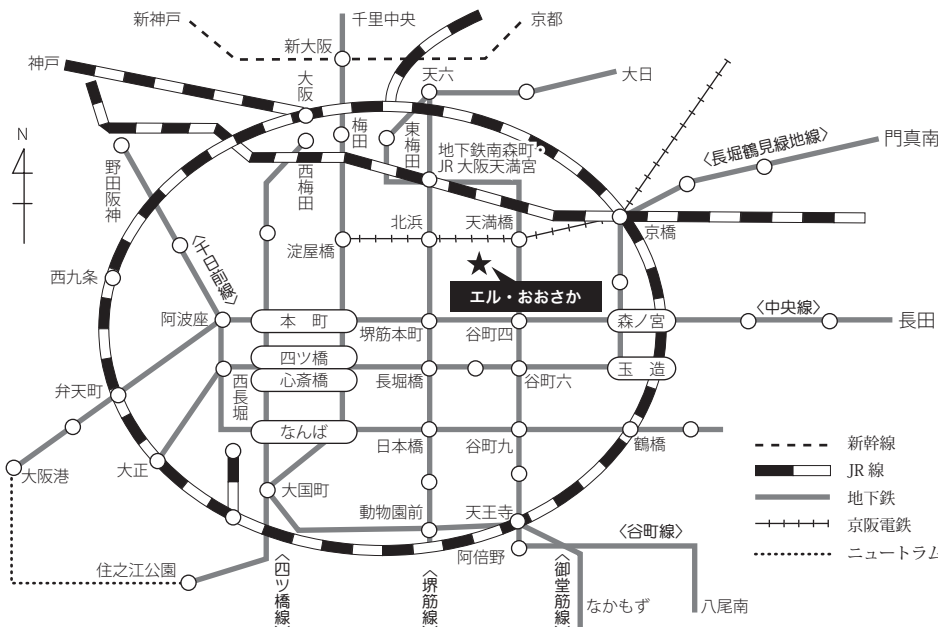 新神戸
千里中央
京都
新大阪
神戸
大阪
天六
大日
N
梅田
東梅田
地下鉄南森町
JR 大阪天満宮
〈長堀鶴見緑地線〉
門真南
野田阪神
西梅田
北浜
天満橋
京橋
淀屋橋
〈千日前線〉
西九条
エル・おおさか
阿波座
本 町
堺筋本町
谷町四
森ノ宮
〈中央線〉
長田
四ツ橋
心斎橋
西長堀
長堀橋
谷町六
玉 造
弁天町
なんば
日本橋
谷町九
鶴橋
大阪港
大正
大国町
動物園前
天王寺
阿倍野
〈谷町線〉
住之江公園
〈四ツ橋線〉
〈堺筋線〉
〈御堂筋線〉
なかもず
八尾南
新幹線
JR 線
地下鉄
京阪電鉄
ニュートラム